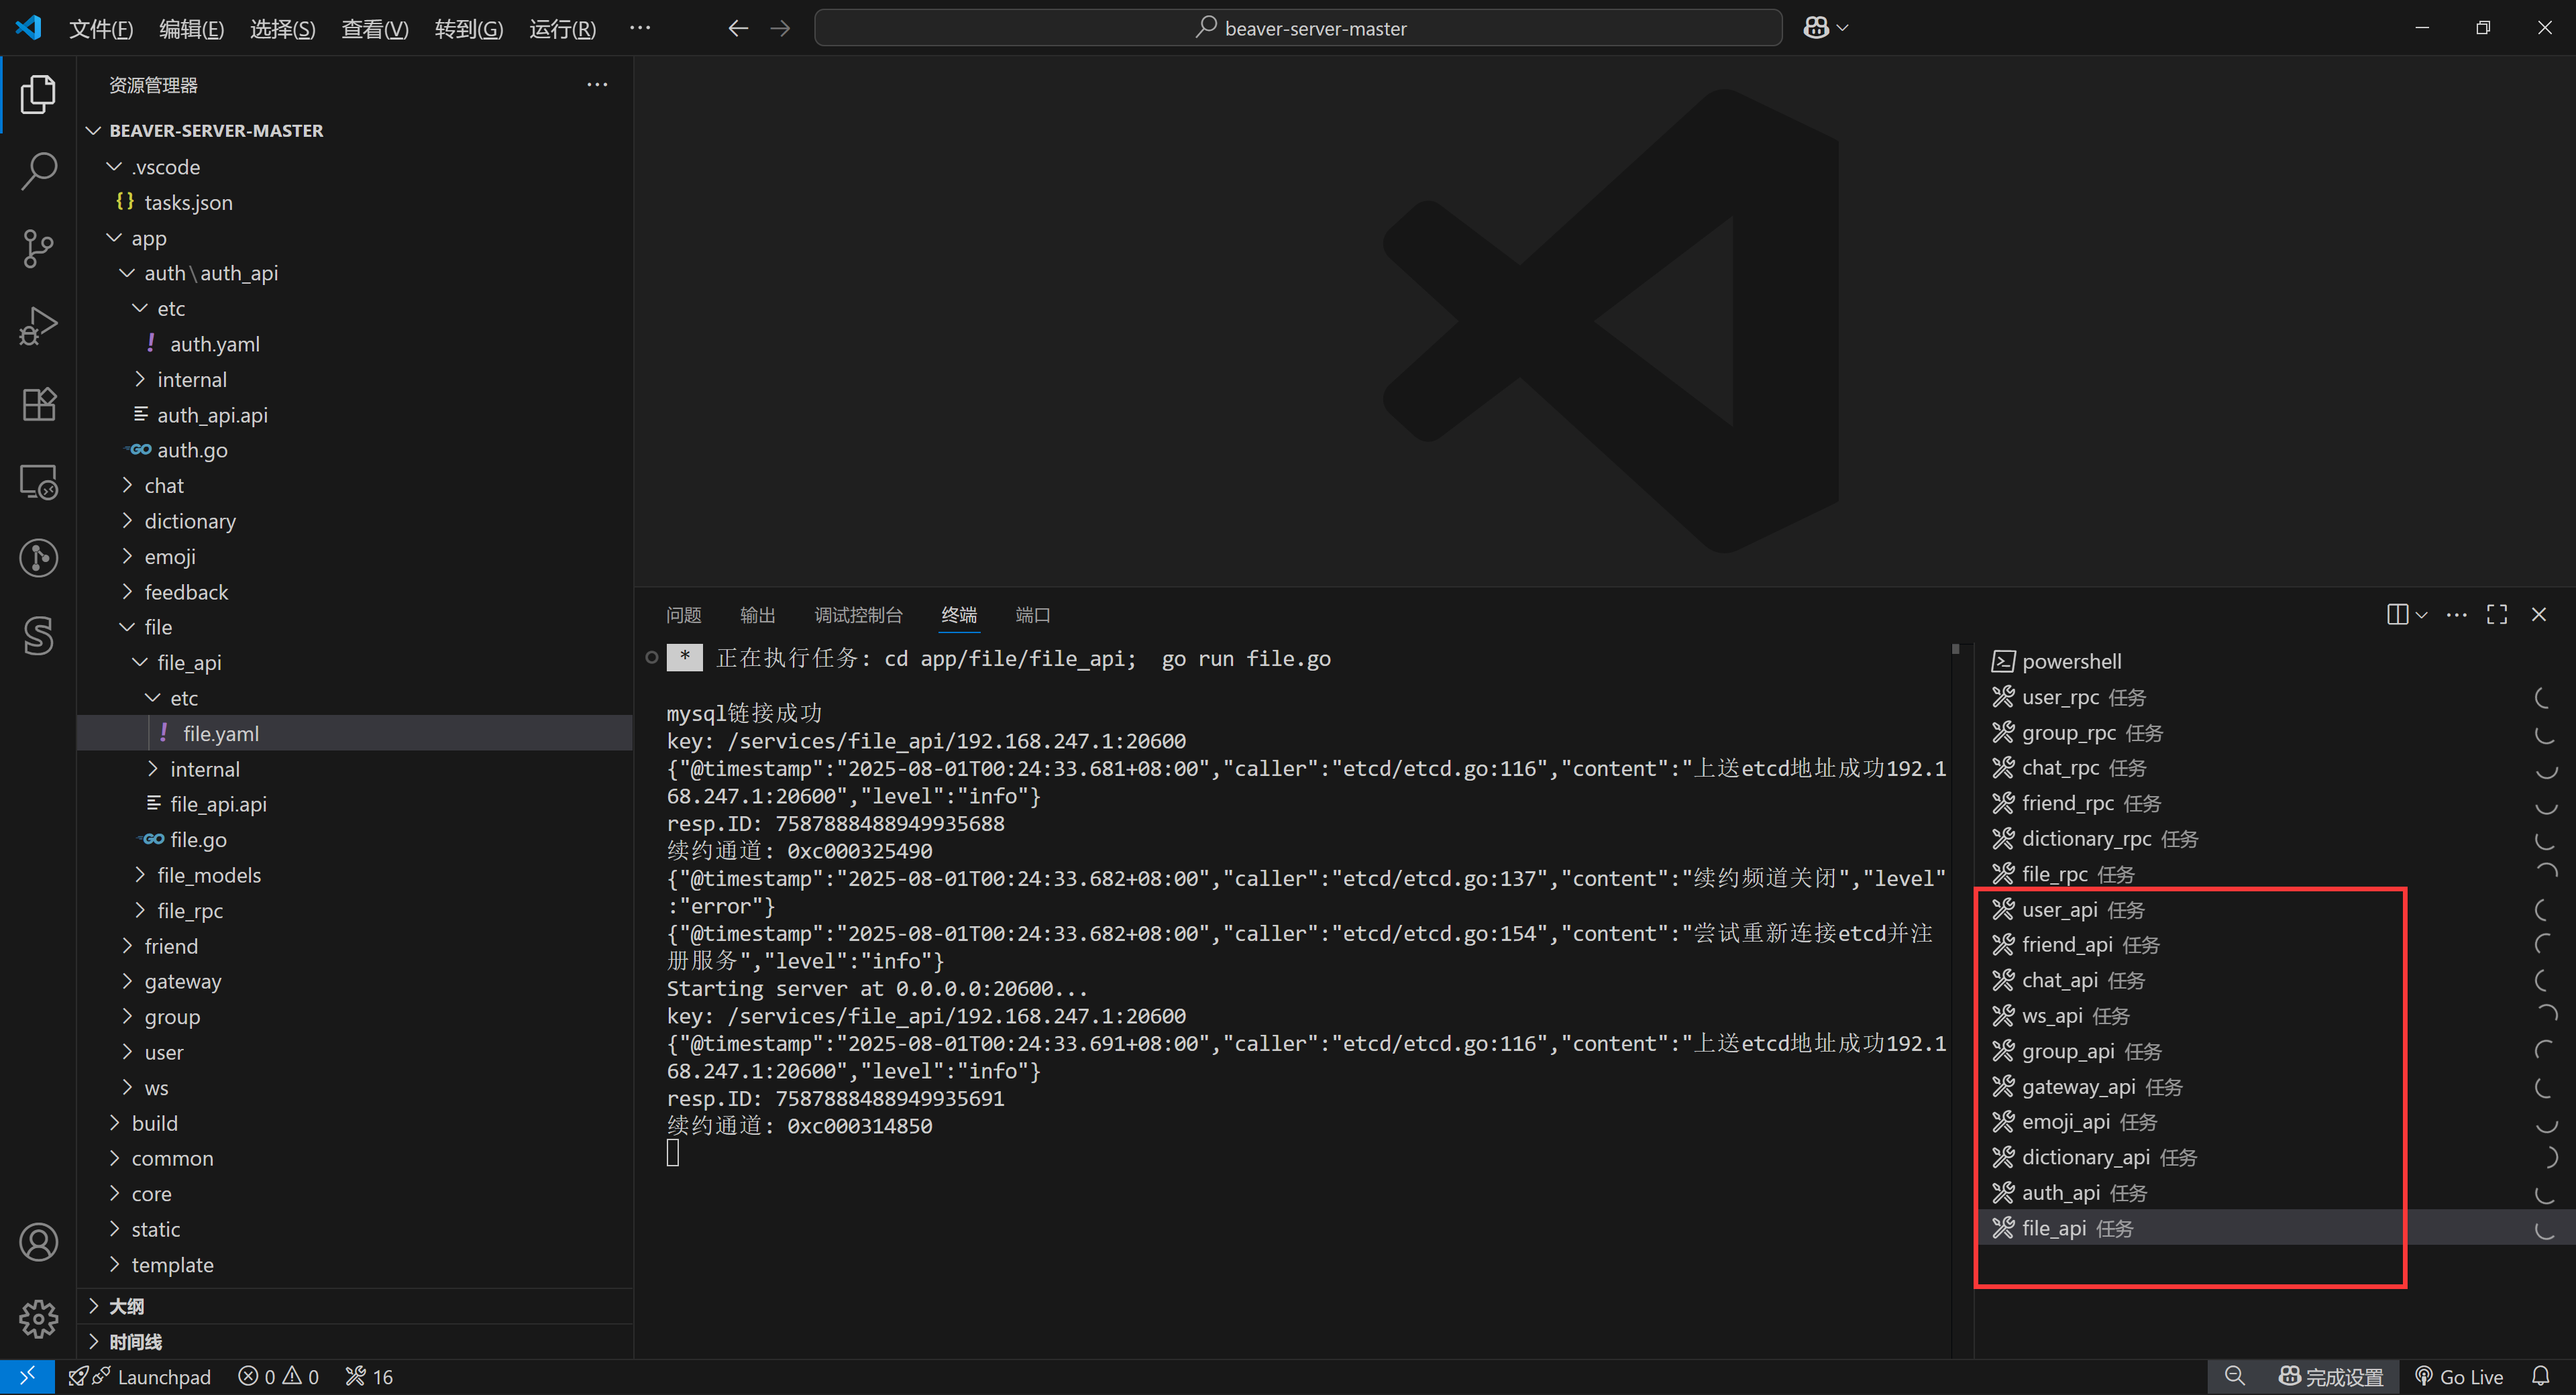 文件(F) 编辑(E) 选择(S) 查看(V) 转到(G) 运行(R) ··· beaver-server-master
资源管理器
BEAVER-SERVER-MASTER
.vscode
tasks.json
app
auth\auth_api
etc
auth.yaml
internal
auth_api.api
auth.go
chat
dictionary
emoji
feedback
file
file_api
etc
file.yaml
internal
file_api.api
file.go
file_models
file_rpc
friend
gateway
group
user
ws
build
common
core
static
template
大纲
时间线
问题 输出 调试控制台 终端 端口
* 正在执行任务: cd app/file/file_api;  go run file.go
mysql链接成功
key: /services/file_api/192.168.247.1:20600
{"@timestamp":"2025-08-01T00:24:33.681+08:00","caller":"etcd/etcd.go:116","content":"上送etcd地址成功192.1
68.247.1:20600","level":"info"}
resp.ID: 7587888488949935688
续约通道: 0xc000325490
{"@timestamp":"2025-08-01T00:24:33.682+08:00","caller":"etcd/etcd.go:137","content":"续约频道关闭","level"
:"error"}
{"@timestamp":"2025-08-01T00:24:33.682+08:00","caller":"etcd/etcd.go:154","content":"尝试重新连接etcd并注
册服务","level":"info"}
Starting server at 0.0.0.0:20600...
key: /services/file_api/192.168.247.1:20600
{"@timestamp":"2025-08-01T00:24:33.691+08:00","caller":"etcd/etcd.go:116","content":"上送etcd地址成功192.1
68.247.1:20600","level":"info"}
resp.ID: 7587888488949935691
续约通道: 0xc000314850
powershell
user_rpc 任务
group_rpc 任务
chat_rpc 任务
friend_rpc 任务
dictionary_rpc 任务
file_rpc 任务
user_api 任务
friend_api 任务
chat_api 任务
ws_api 任务
group_api 任务
gateway_api 任务
emoji_api 任务
dictionary_api 任务
auth_api 任务
file_api 任务
Launchpad 0 0 16 完成设置 Go Live